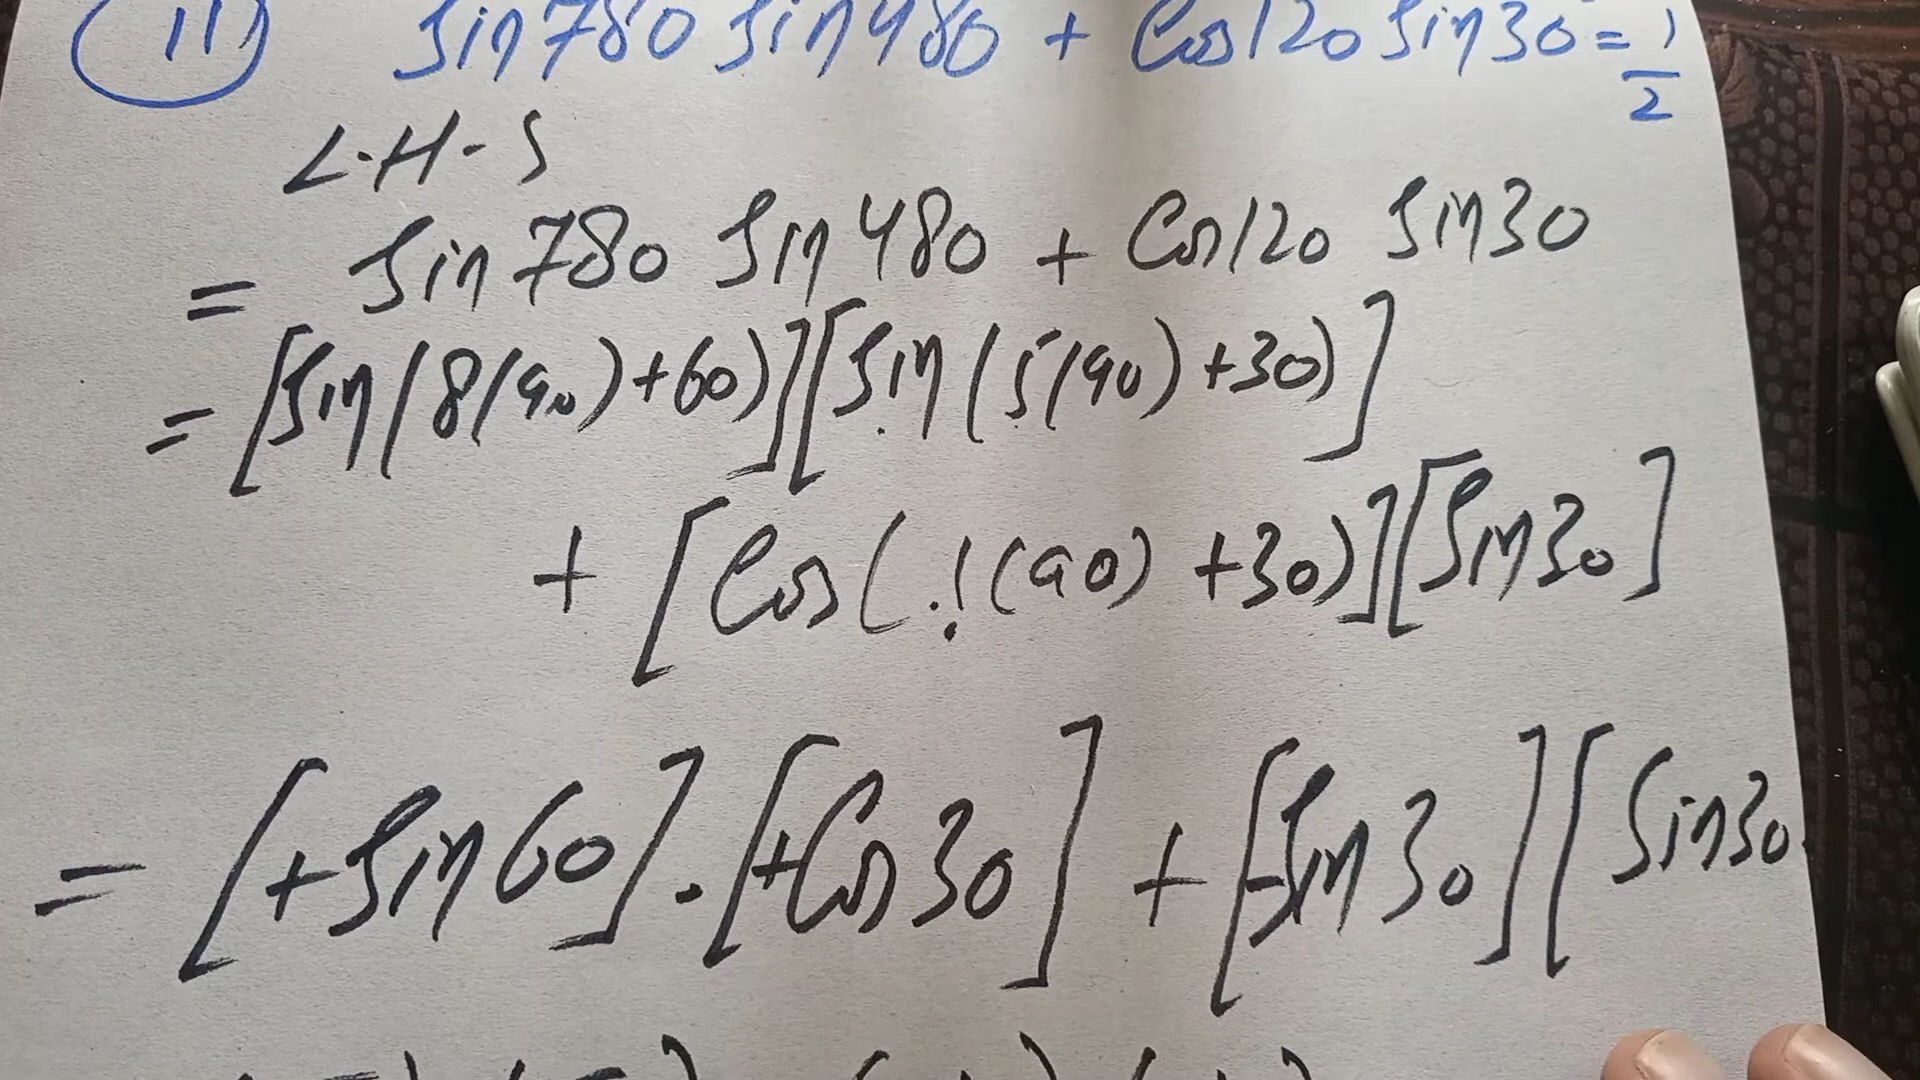 11) sin780 sin480 + Cos120 sin30 = 1/2
L.H.S
= sin780 sin480 + Cos120 sin30
= [sin(8(90)+60)][sin(5(90)+30)]
+ [Cos(1(90)+30)][sin30]
= [+sin60].[+Cos30] + [-sin30][sin30